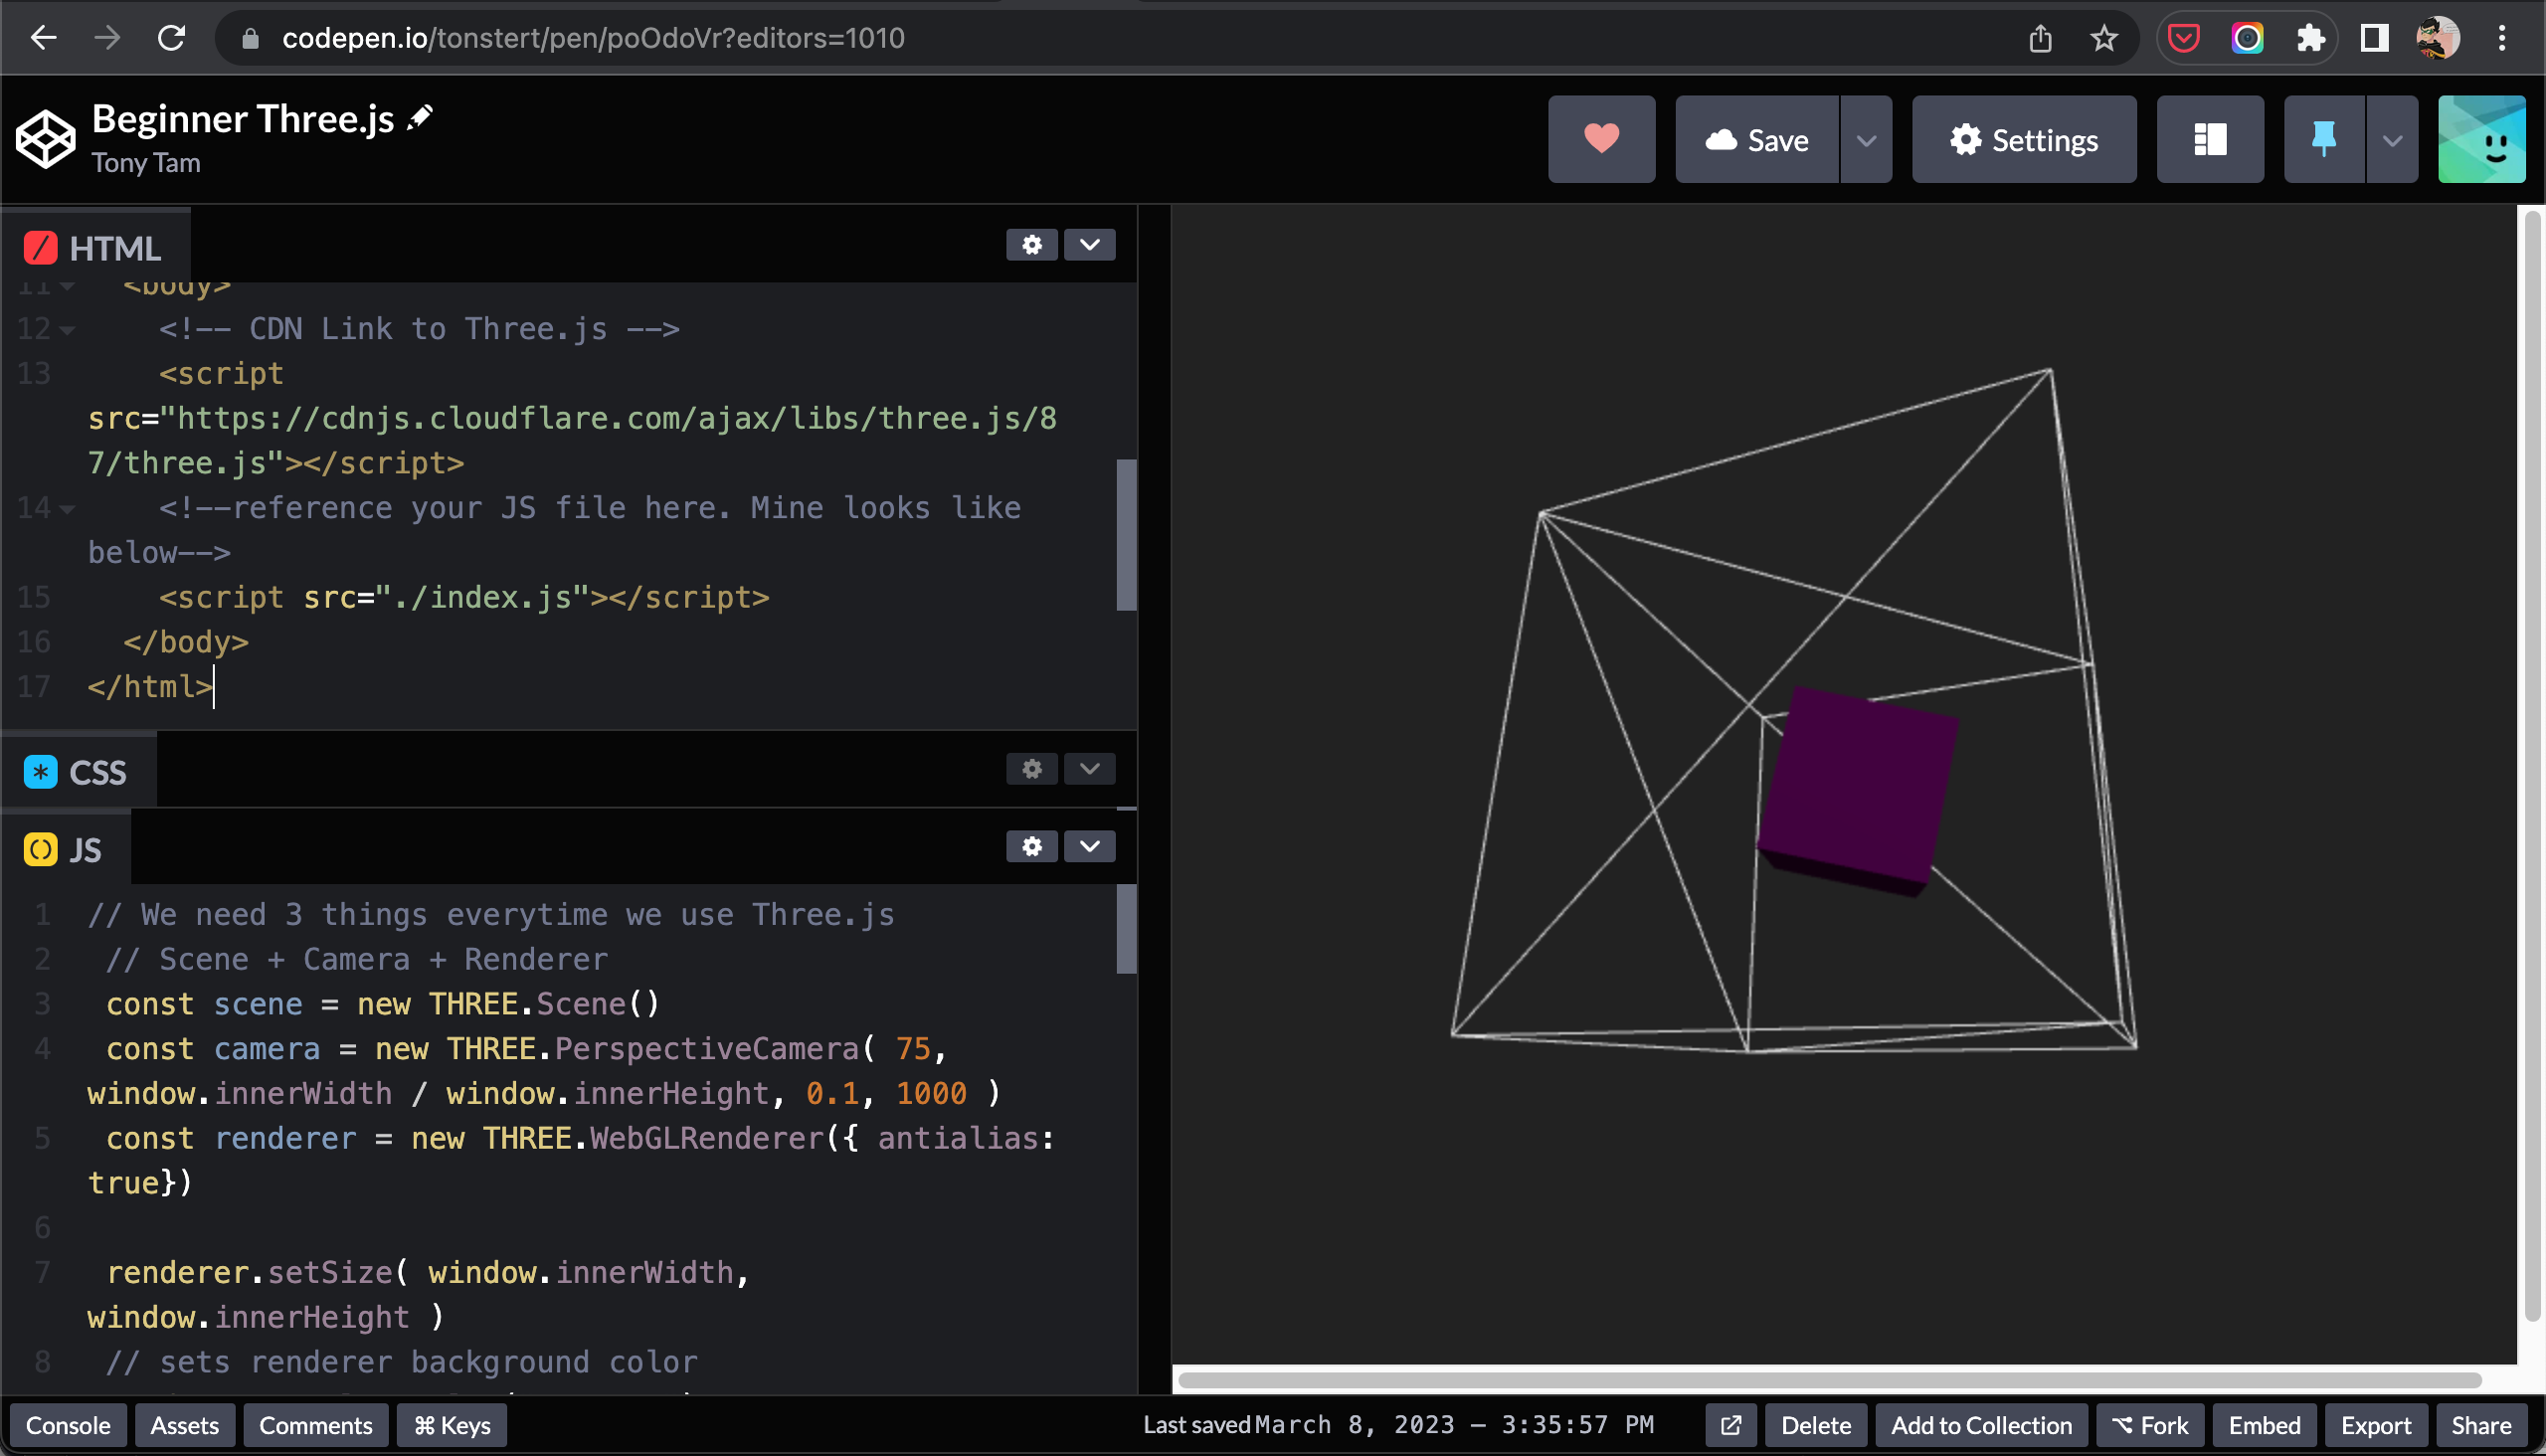 codepen.io/tonstert/pen/poOdoVr?editors=1010
Beginner Three.js
Tony Tam
Save
Settings
HTML
11 <body>
12 <!-- CDN Link to Three.js -->
13 <script
src="https://cdnjs.cloudflare.com/ajax/libs/three.js/8
7/three.js"></script>
14 <!--reference your JS file here. Mine looks like
below-->
15 <script src="./index.js"></script>
16 </body>
17 </html>
CSS
JS
1 // We need 3 things everytime we use Three.js
2 // Scene + Camera + Renderer
3 const scene = new THREE.Scene()
4 const camera = new THREE.PerspectiveCamera( 75,
window.innerWidth / window.innerHeight, 0.1, 1000 )
5 const renderer = new THREE.WebGLRenderer({ antialias:
true})
6
7 renderer.setSize( window.innerWidth,
window.innerHeight )
8 // sets renderer background color
Console Assets Comments ⌘ Keys Last saved March 8, 2023 — 3:35:57 PM Delete Add to Collection Fork Embed Export Share